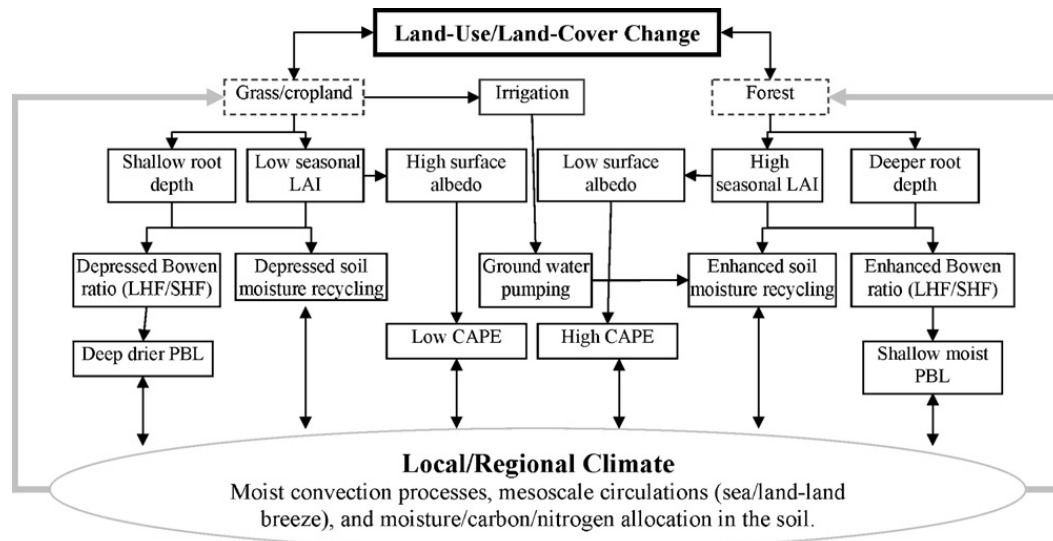 Land-Use/Land-Cover Change
Grass/cropland
Irrigation
Forest
Shallow root
depth
Low seasonal
LAI
High surface
albedo
Low surface
albedo
High
seasonal LAI
Deeper root
depth
Depressed Bowen
ratio (LHF/SHF)
Depressed soil
moisture recycling
Ground water
pumping
Enhanced soil
moisture recycling
Enhanced Bowen
ratio (LHF/SHF)
Deep drier PBL
Low CAPE
High CAPE
Shallow moist
PBL
Local/Regional Climate
Moist convection processes, mesoscale circulations (sea/land-land
breeze), and moisture/carbon/nitrogen allocation in the soil.